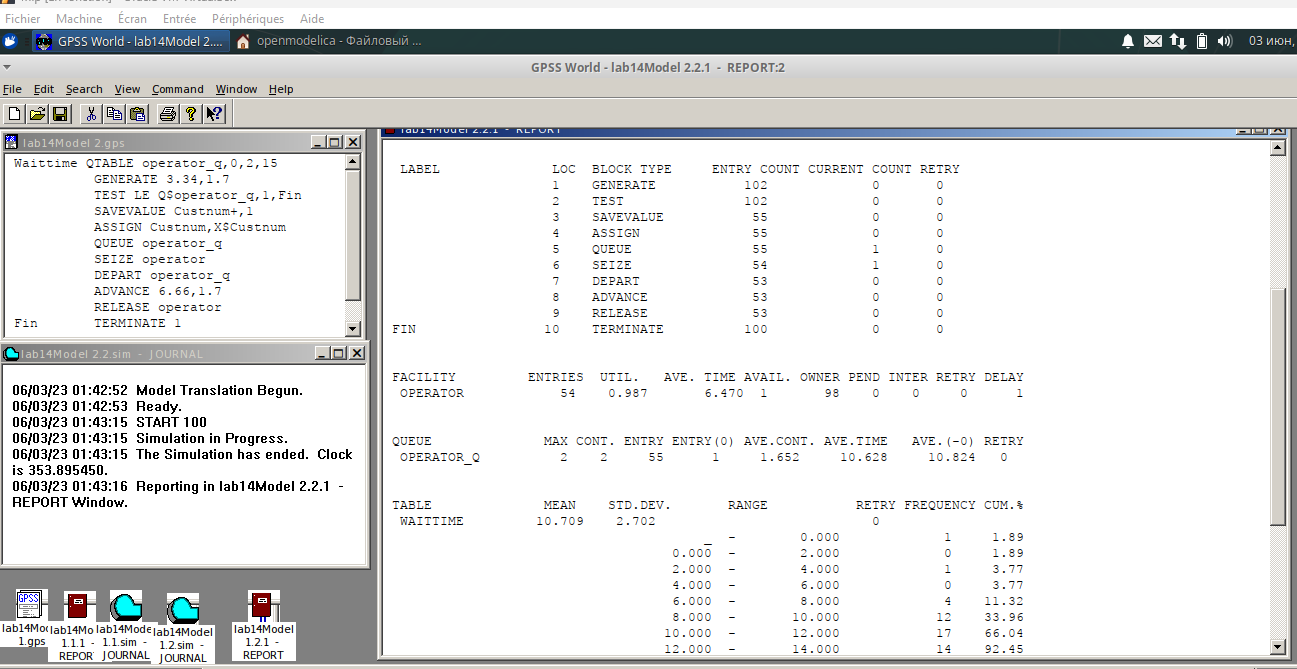 Файл
Fichier Machine Écran Entrée Périphériques Aide
GPSS World - lab14Model 2.... openmodelica - Файловый ... 03 июн,
GPSS World - lab14Model 2.2.1 - REPORT:2
File Edit Search View Command Window Help
lab14Model 2.gps
Waittime QTABLE operator_q,0,2,15
GENERATE 3.34,1.7
TEST LE Q$operator_q,1,Fin
SAVEVALUE Custnum+,1
ASSIGN Custnum,X$Custnum
QUEUE operator_q
SEIZE operator
DEPART operator_q
ADVANCE 6.66,1.7
RELEASE operator
Fin TERMINATE 1
lab14Model 2.2.sim - JOURNAL
06/03/23 01:42:52 Model Translation Begun.
06/03/23 01:42:53 Ready.
06/03/23 01:43:15 START 100
06/03/23 01:43:15 Simulation in Progress.
06/03/23 01:43:15 The Simulation has ended. Clock
is 353.895450.
06/03/23 01:43:16 Reporting in lab14Model 2.2.1 -
REPORT Window.
lab14Model 2.2.1 - REPORT
LABEL LOC BLOCK TYPE ENTRY COUNT CURRENT COUNT RETRY
1 GENERATE 102 0 0
2 TEST 102 0 0
3 SAVEVALUE 55 0 0
4 ASSIGN 55 0 0
5 QUEUE 55 1 0
6 SEIZE 54 1 0
7 DEPART 53 0 0
8 ADVANCE 53 0 0
9 RELEASE 53 0 0
FIN 10 TERMINATE 100 0 0
FACILITY ENTRIES UTIL. AVE. TIME AVAIL. OWNER PEND INTER RETRY DELAY
OPERATOR 54 0.987 6.470 1 98 0 0 0 1
QUEUE MAX CONT. ENTRY ENTRY(0) AVE.CONT. AVE.TIME AVE.(-0) RETRY
OPERATOR_Q 2 2 55 1 1.652 10.628 10.824 0
TABLE MEAN STD.DEV. RANGE RETRY FREQUENCY CUM.%
WAITTIME 10.709 2.702 0
_ - 0.000 1 1.89
0.000 - 2.000 0 1.89
2.000 - 4.000 1 3.77
4.000 - 6.000 0 3.77
6.000 - 8.000 4 11.32
8.000 - 10.000 12 33.96
10.000 - 12.000 17 66.04
12.000 - 14.000 14 92.45
GPSS
lab14Mo
1.gps
lab14Mo
1.1.1 -
REPOR
lab14Mode
1.1.sim -
JOURNAL
lab14Model
1.2.sim -
JOURNAL
lab14Model
1.2.1 -
REPORT